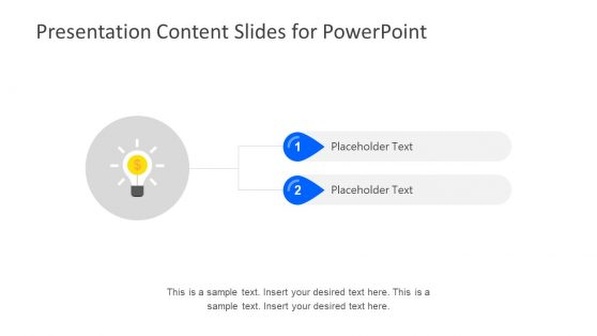 Presentation Content Slides for PowerPoint
$
1 Placeholder Text
2 Placeholder Text
This is a sample text. Insert your desired text here. This is a
sample text. Insert your desired text here.